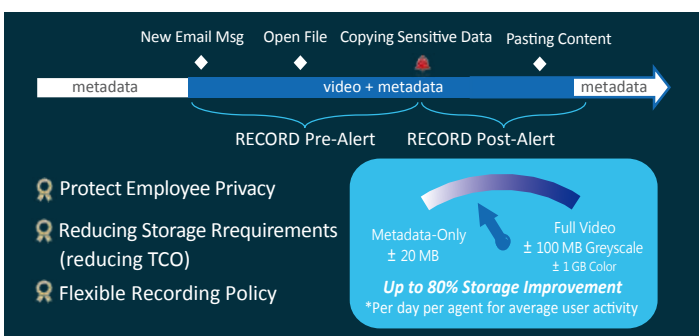 New Email Msg Open File Copying Sensitive Data Pasting Content
metadata video + metadata metadata
RECORD Pre-Alert RECORD Post-Alert
Protect Employee Privacy
Reducing Storage Rrequirements
(reducing TCO)
Flexible Recording Policy
Metadata-Only
± 20 MB
Full Video
± 100 MB Greyscale
± 1 GB Color
Up to 80% Storage Improvement
*Per day per agent for average user activity